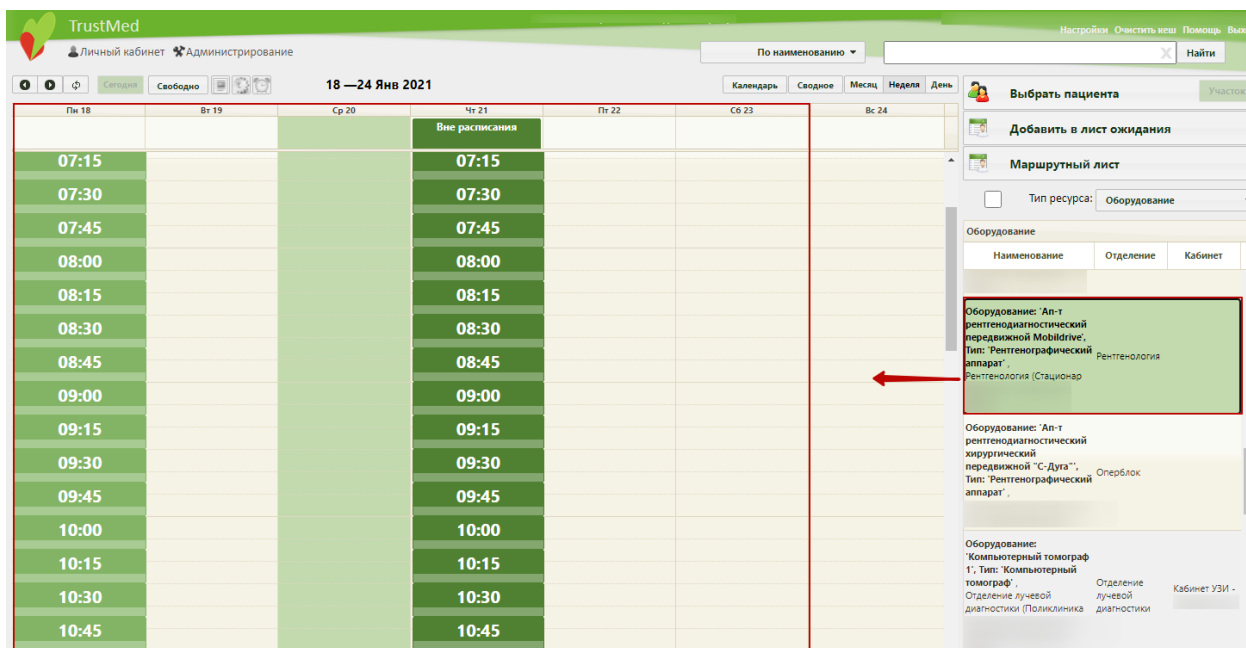 TrustMed
Настройки Очистить кеш Помощь Вых
Личный кабинет Администрирование
По наименованию
Найти
Сегодня Свободно 18 —24 Янв 2021 Календарь Сводное Месяц Неделя День
Выбрать пациента Участок
Добавить в лист ожидания
Маршрутный лист
Тип ресурса: Оборудование
Пн 18 Вт 19 Ср 20 Чт 21 Пт 22 Сб 23 Вс 24
Вне расписания
07:15 07:15
07:30 07:30
07:45 07:45
08:00 08:00
08:15 08:15
08:30 08:30
08:45 08:45
09:00 09:00
09:15 09:15
09:30 09:30
09:45 09:45
10:00 10:00
10:15 10:15
10:30 10:30
10:45 10:45
Оборудование
Наименование Отделение Кабинет
Оборудование: 'Ап-т
рентгенодиагностический
передвижной Mobildrive',
Тип: 'Рентгенографический
аппарат' ,
Рентгенология (Стационар
Рентгенология
Оборудование: 'Ап-т
рентгенодиагностический
хирургический
передвижной "С-Дуга"',
Тип: 'Рентгенографический
аппарат' ,
Оперблок
Оборудование:
'Компьютерный томограф
1', Тип: 'Компьютерный
томограф' ,
Отделение лучевой
диагностики (Поликлиника
Отделение
лучевой
диагностики
Кабинет УЗИ -